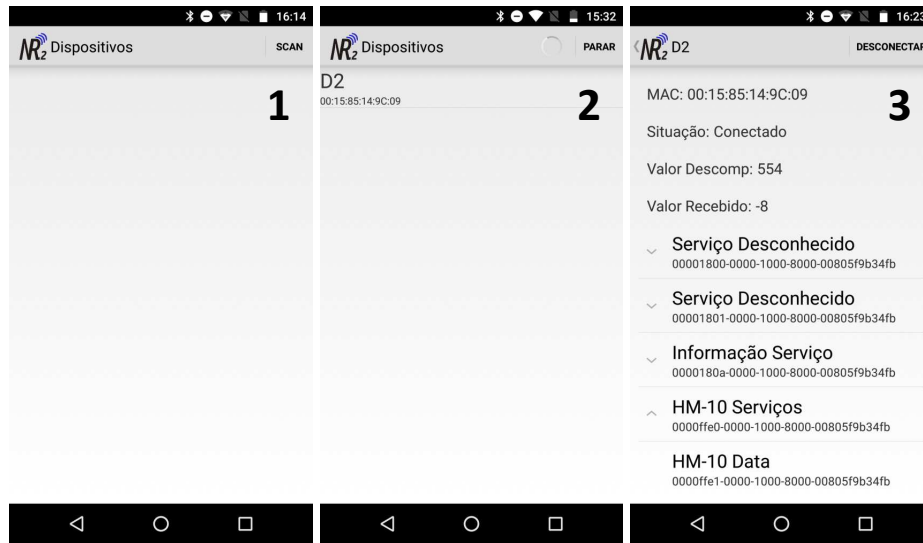 16:14
NR2 Dispositivos
SCAN
1
15:32
NR2 Dispositivos
PARAR
D2
00:15:85:14:9C:09
2
16:23
NR2 D2
DESCONECTAR
MAC: 00:15:85:14:9C:09
3
Situação: Conectado
Valor Descomp: 554
Valor Recebido: -8
Serviço Desconhecido
00001800-0000-1000-8000-00805f9b34fb
Serviço Desconhecido
00001801-0000-1000-8000-00805f9b34fb
Informação Serviço
0000180a-0000-1000-8000-00805f9b34fb
HM-10 Serviços
0000ffe0-0000-1000-8000-00805f9b34fb
HM-10 Data
0000ffe1-0000-1000-8000-00805f9b34fb